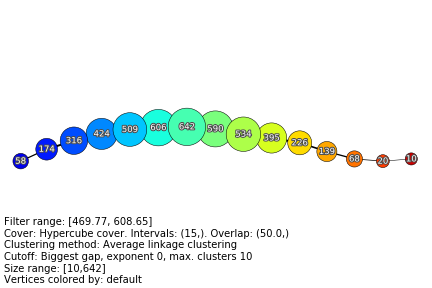 58 174 316 424 509 606 642 590 534 395 226 139 68 20 10
Filter range: [469.77, 608.65]
Cover: Hypercube cover. Intervals: (15,). Overlap: (50.0,)
Clustering method: Average linkage clustering
Cutoff: Biggest gap, exponent 0, max. clusters 10
Size range: [10,642]
Vertices colored by: default